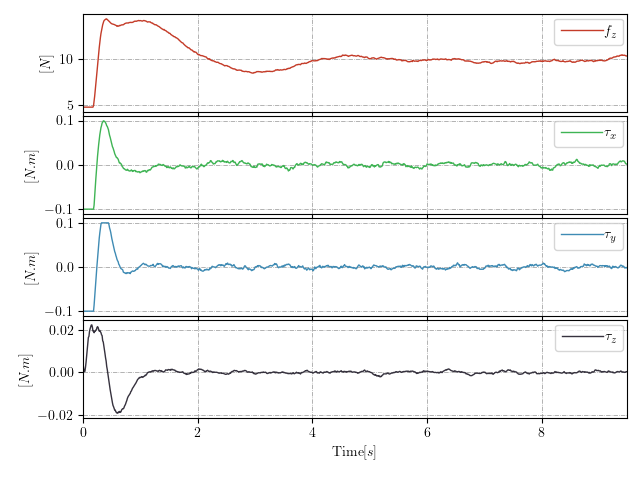 [N]
10
5
f_z
[N.m]
0.1
0.0
−0.1
τ_x
[N.m]
0.1
0.0
−0.1
τ_y
[N.m]
0.02
0.00
−0.02
τ_z
0 2 4 6 8
Time[s]